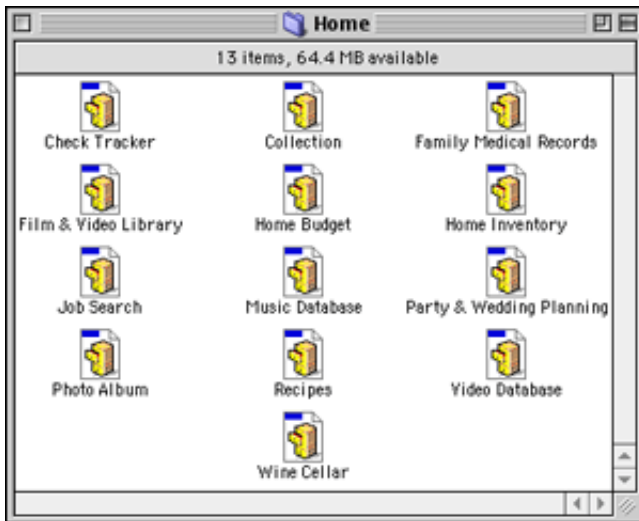 Home
13 items, 64.4 MB available
Check Tracker
Collection
Family Medical Records
Film & Video Library
Home Budget
Home Inventory
Job Search
Music Database
Party & Wedding Planning
Photo Album
Recipes
Video Database
Wine Cellar